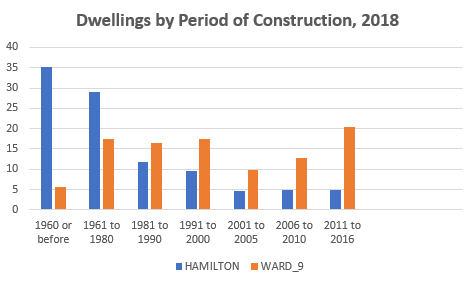 Dwellings by Period of Construction, 2018
40
35
30
25
20
15
10
5
0
1960 or before
1961 to 1980
1981 to 1990
1991 to 2000
2001 to 2005
2006 to 2010
2011 to 2016
HAMILTON WARD_9